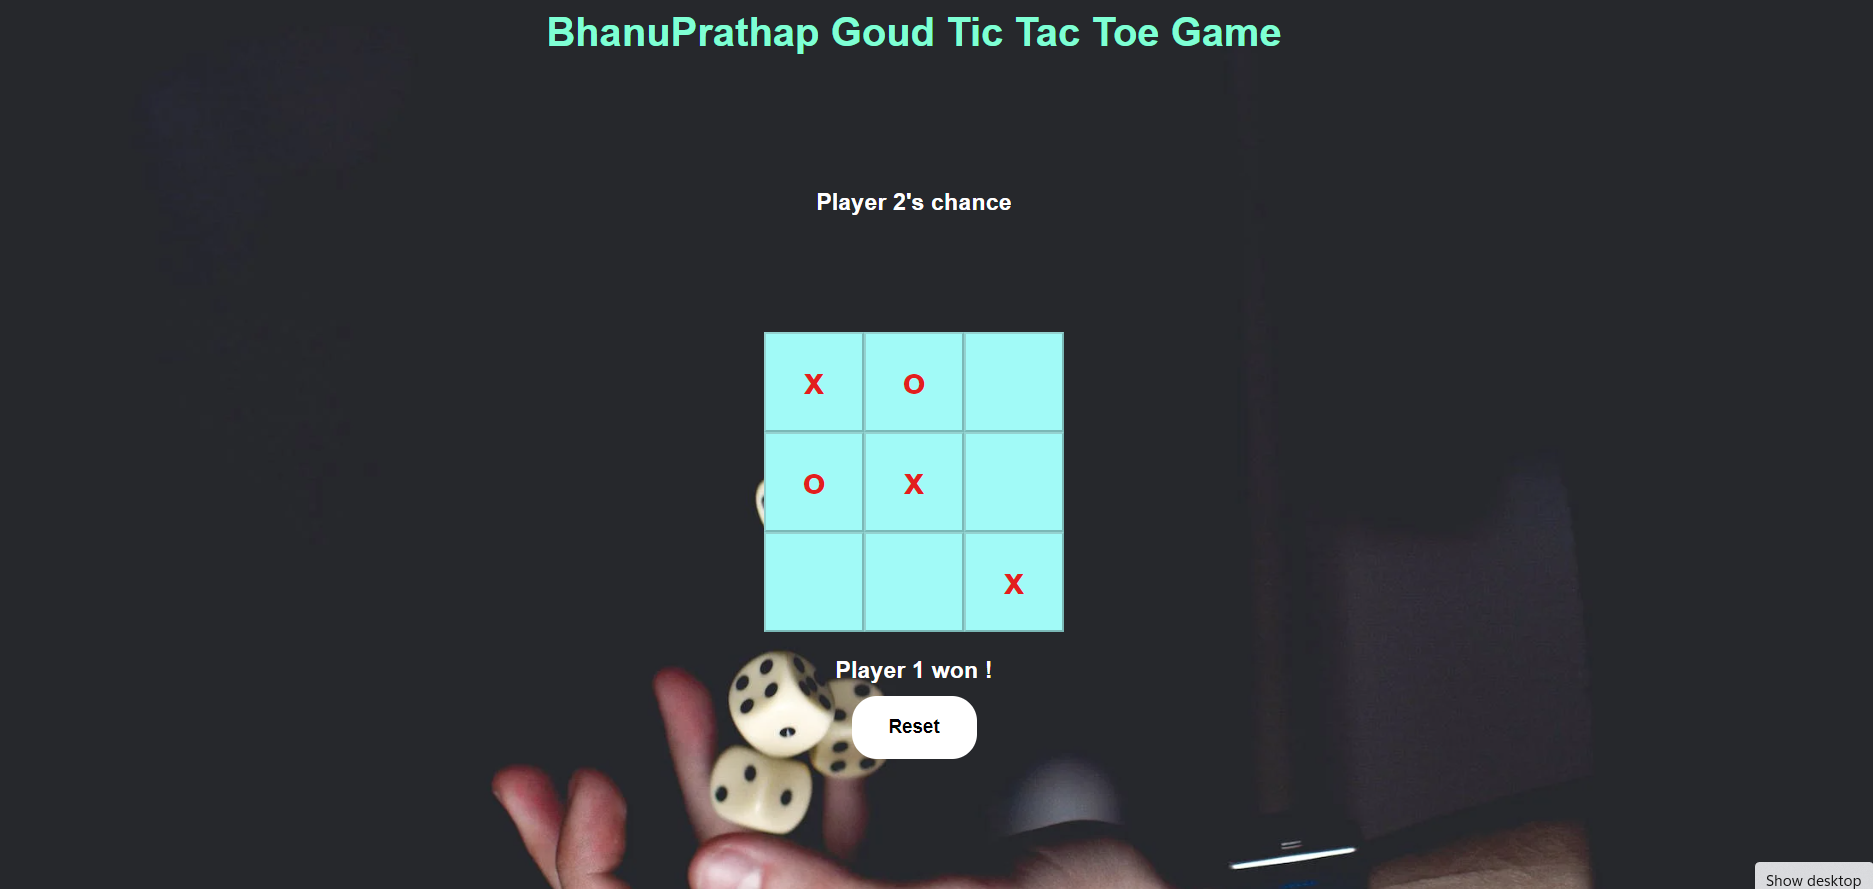 BhanuPrathap Goud Tic Tac Toe Game
Player 2's chance
X O
O X
X
Player 1 won !
Reset
Show desktop